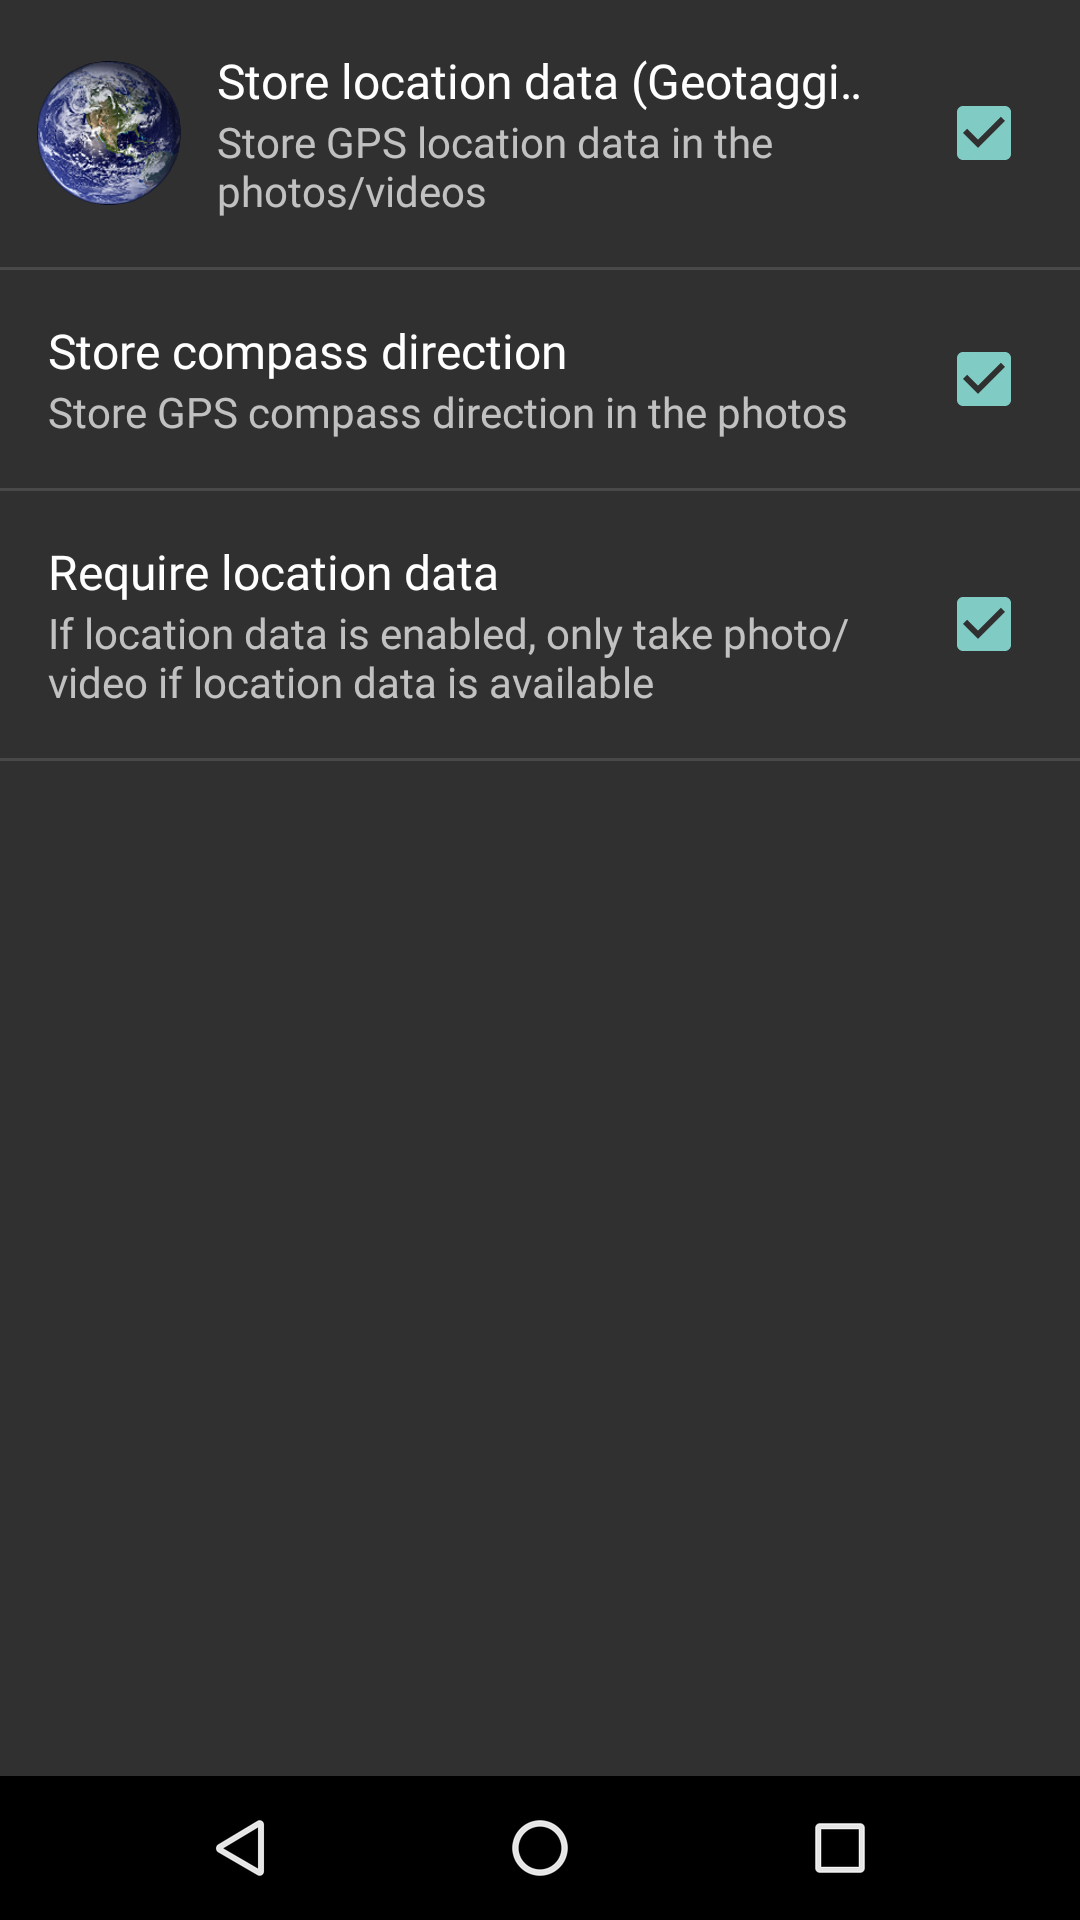 Store location data (Geotaggi..
Store GPS location data in the
photos/videos
Store compass direction
Store GPS compass direction in the photos
Require location data
If location data is enabled, only take photo/
video if location data is available